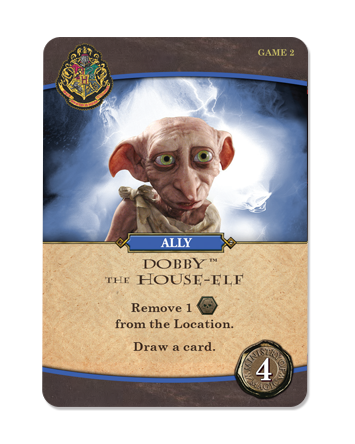 GAME 2
ALLY
DOBBY™
THE HOUSE-ELF
Remove 1
from the Location.
Draw a card.
4